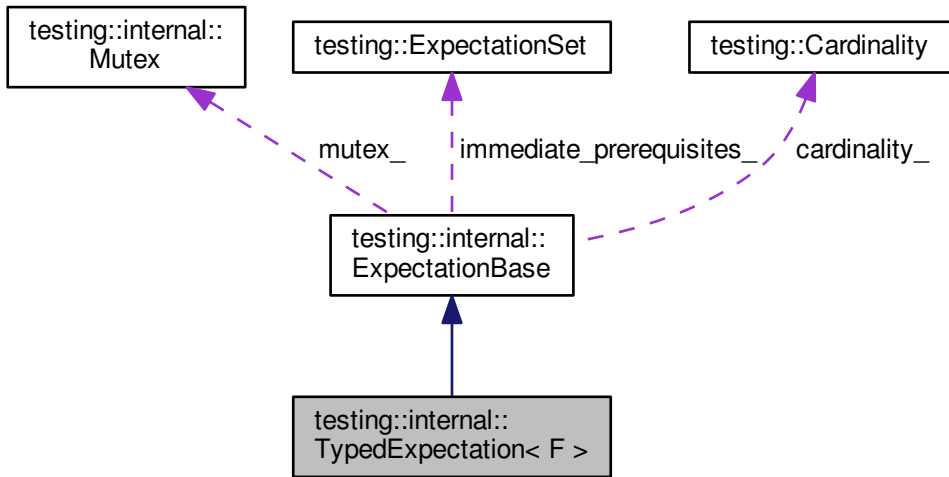 testing::internal::
Mutex
testing::ExpectationSet
testing::Cardinality
mutex_
immediate_prerequisites_
cardinality_
testing::internal::
ExpectationBase
testing::internal::
TypedExpectation< F >